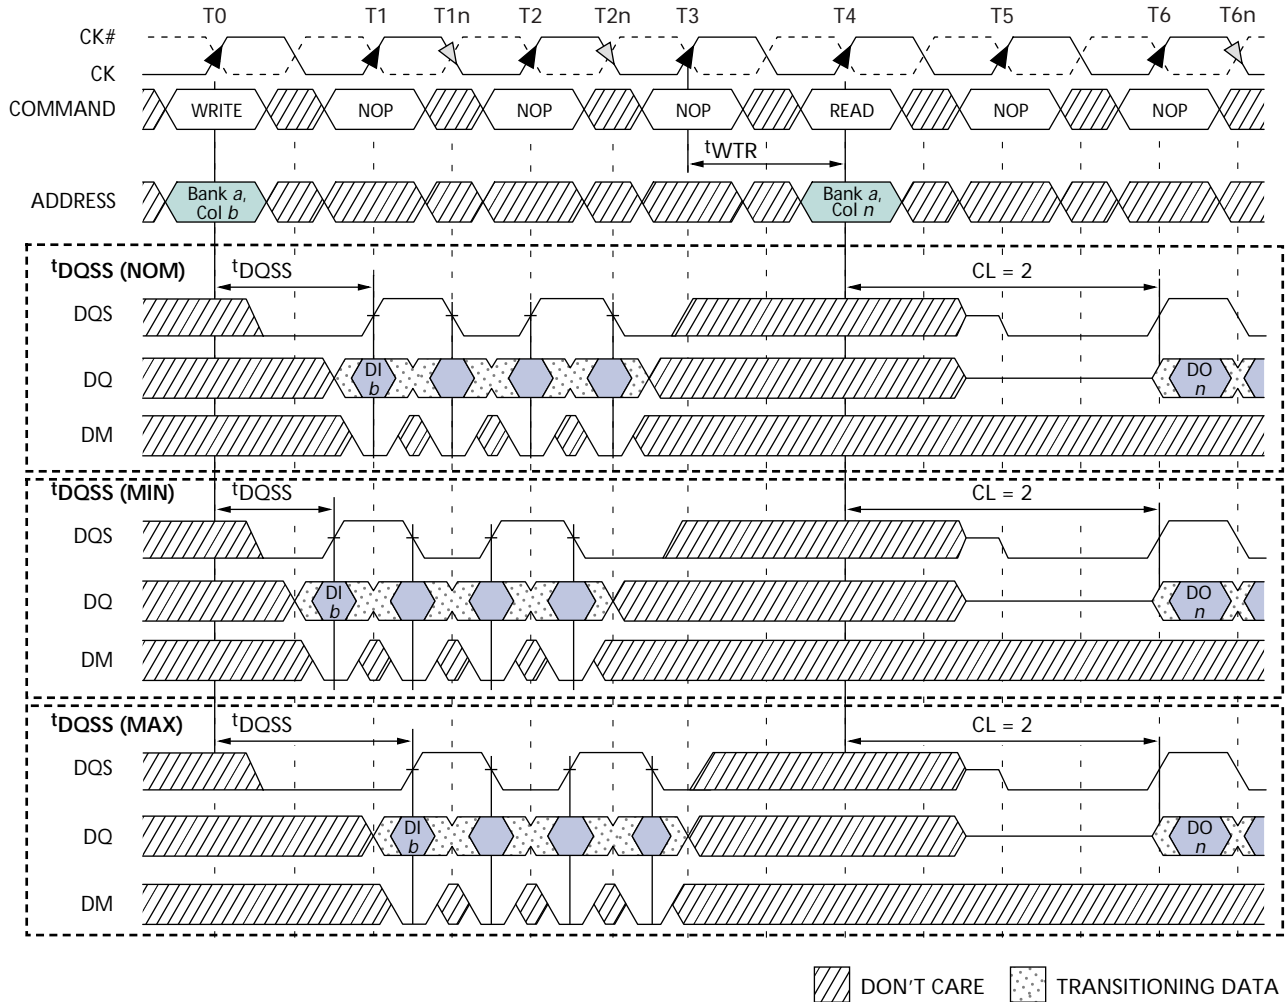 T0 T1 T1n T2 T2n T3 T4 T5 T6 T6n
CK#
CK
COMMAND WRITE NOP NOP NOP READ NOP NOP
tWTR
ADDRESS Bank a, Col b Bank a, Col n
tDQSS (NOM) tDQSS CL = 2
DQS
DQ DI b DO n
DM
tDQSS (MIN) tDQSS CL = 2
DQS
DQ DI b DO n
DM
tDQSS (MAX) tDQSS CL = 2
DQS
DQ DI b DO n
DM
DON'T CARE TRANSITIONING DATA